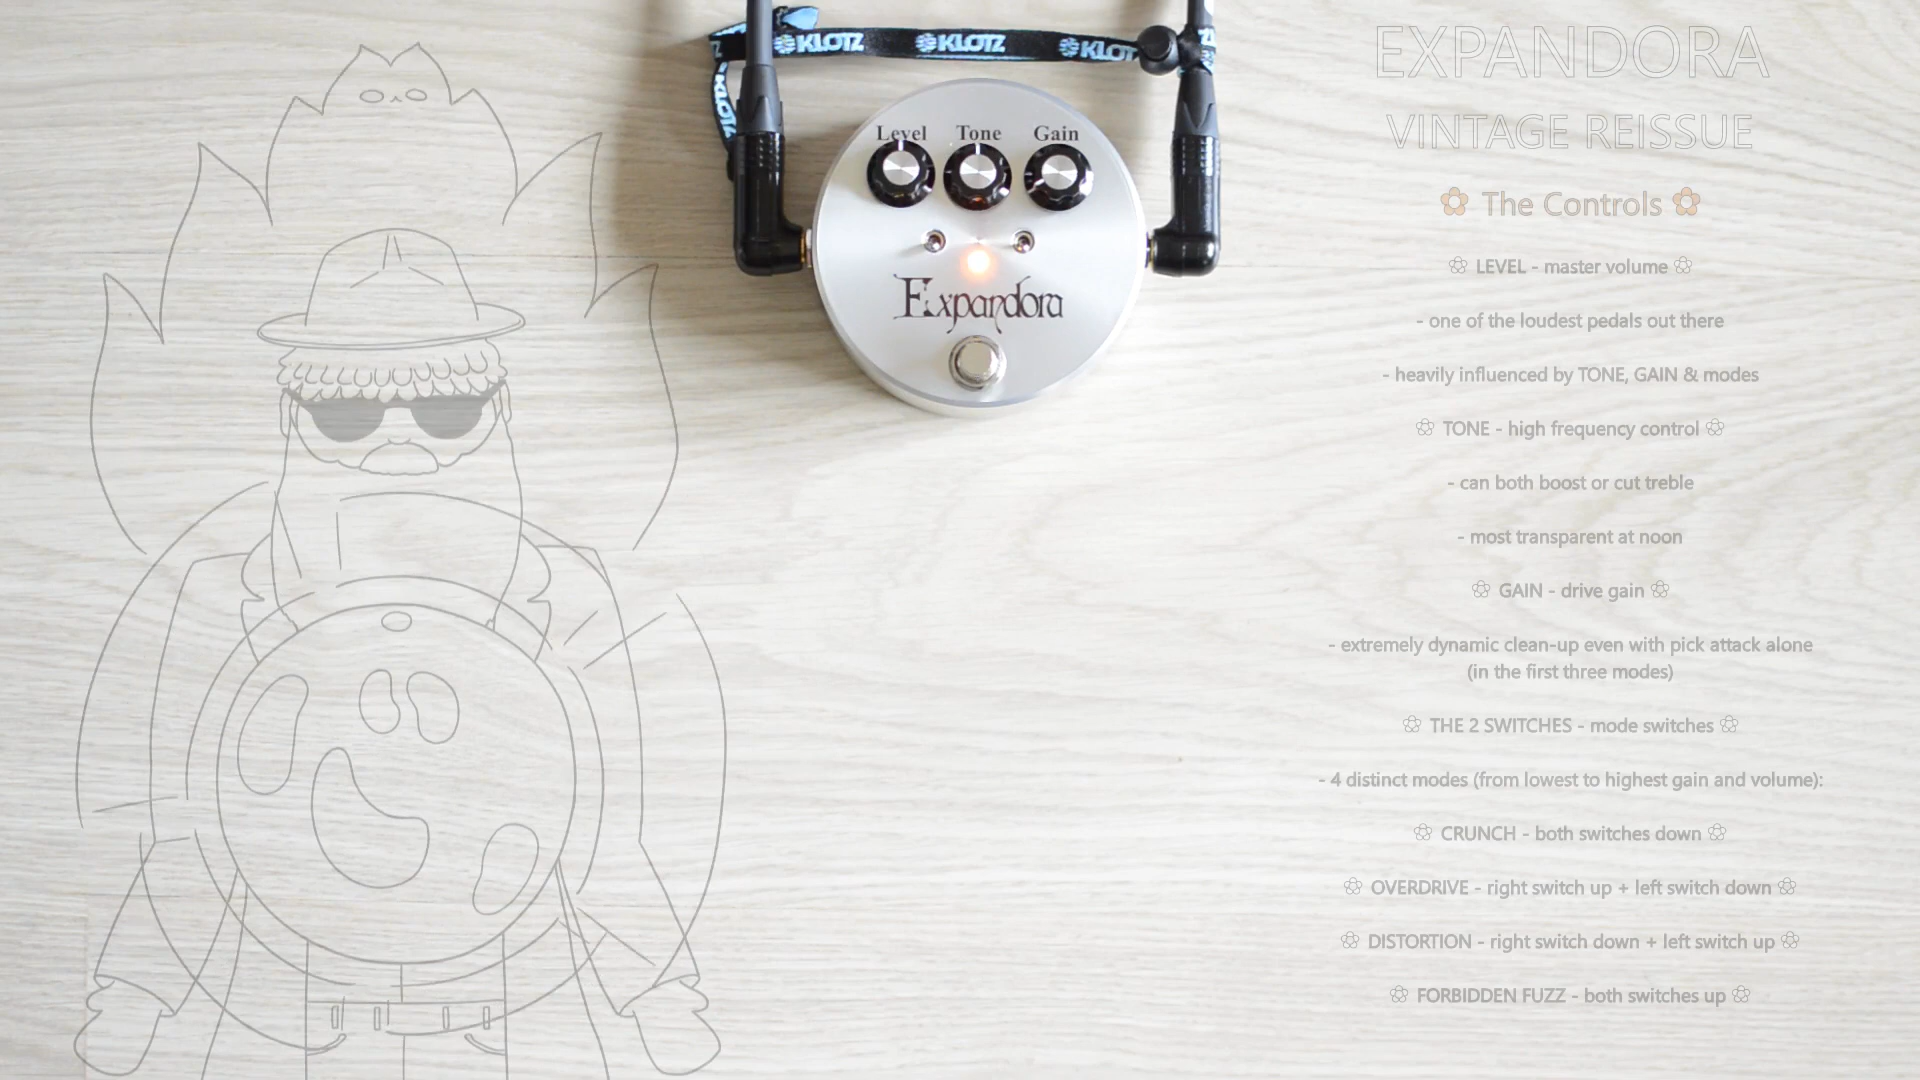 KLOTZ KLOTZ KLOT
KLOTZ
EXPANDORA
VINTAGE REISSUE
The Controls
LEVEL - master volume
- one of the loudest pedals out there
- heavily influenced by TONE, GAIN & modes
TONE - high frequency control
- can both boost or cut treble
- most transparent at noon
GAIN - drive gain
- extremely dynamic clean-up even with pick attack alone
(in the first three modes)
THE 2 SWITCHES - mode switches
- 4 distinct modes (from lowest to highest gain and volume):
CRUNCH - both switches down
OVERDRIVE - right switch up + left switch down
DISTORTION - right switch down + left switch up
FORBIDDEN FUZZ - both switches up
Level Tone Gain
Expandora